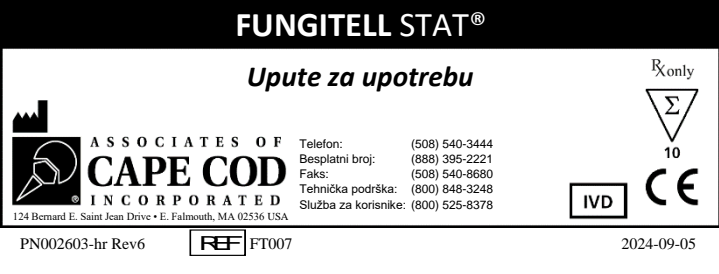 FUNGITELL STAT®
Upute za upotrebu
Rx only
Σ
10
ASSOCIATES OF
CAPE COD
®
INCORPORATED
124 Bernard E. Saint Jean Drive • E. Falmouth, MA 02536 USA
Telefon: (508) 540-3444
Besplatni broj: (888) 395-2221
Faks: (508) 540-8680
Tehnička podrška: (800) 848-3248
Služba za korisnike: (800) 525-8378
IVD
CE
PN002603-hr Rev6 REF FT007 2024-09-05